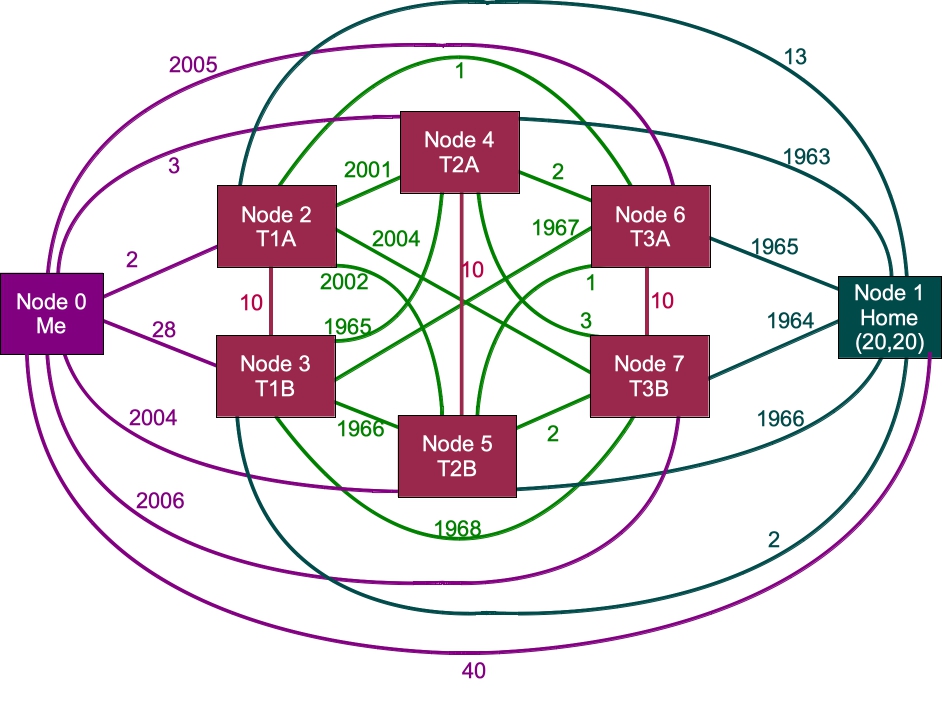 13
2005
1
Node 4
T2A
3
2001
2
1963
Node 2
T1A
Node 6
T3A
2004
1967
2
1965
2002
10
1
Node 0
Me
10
10
Node 1
Home
(20,20)
28
1965
3
1964
Node 3
T1B
Node 7
T3B
2004
1966
2
1966
Node 5
T2B
2006
1968
2
40